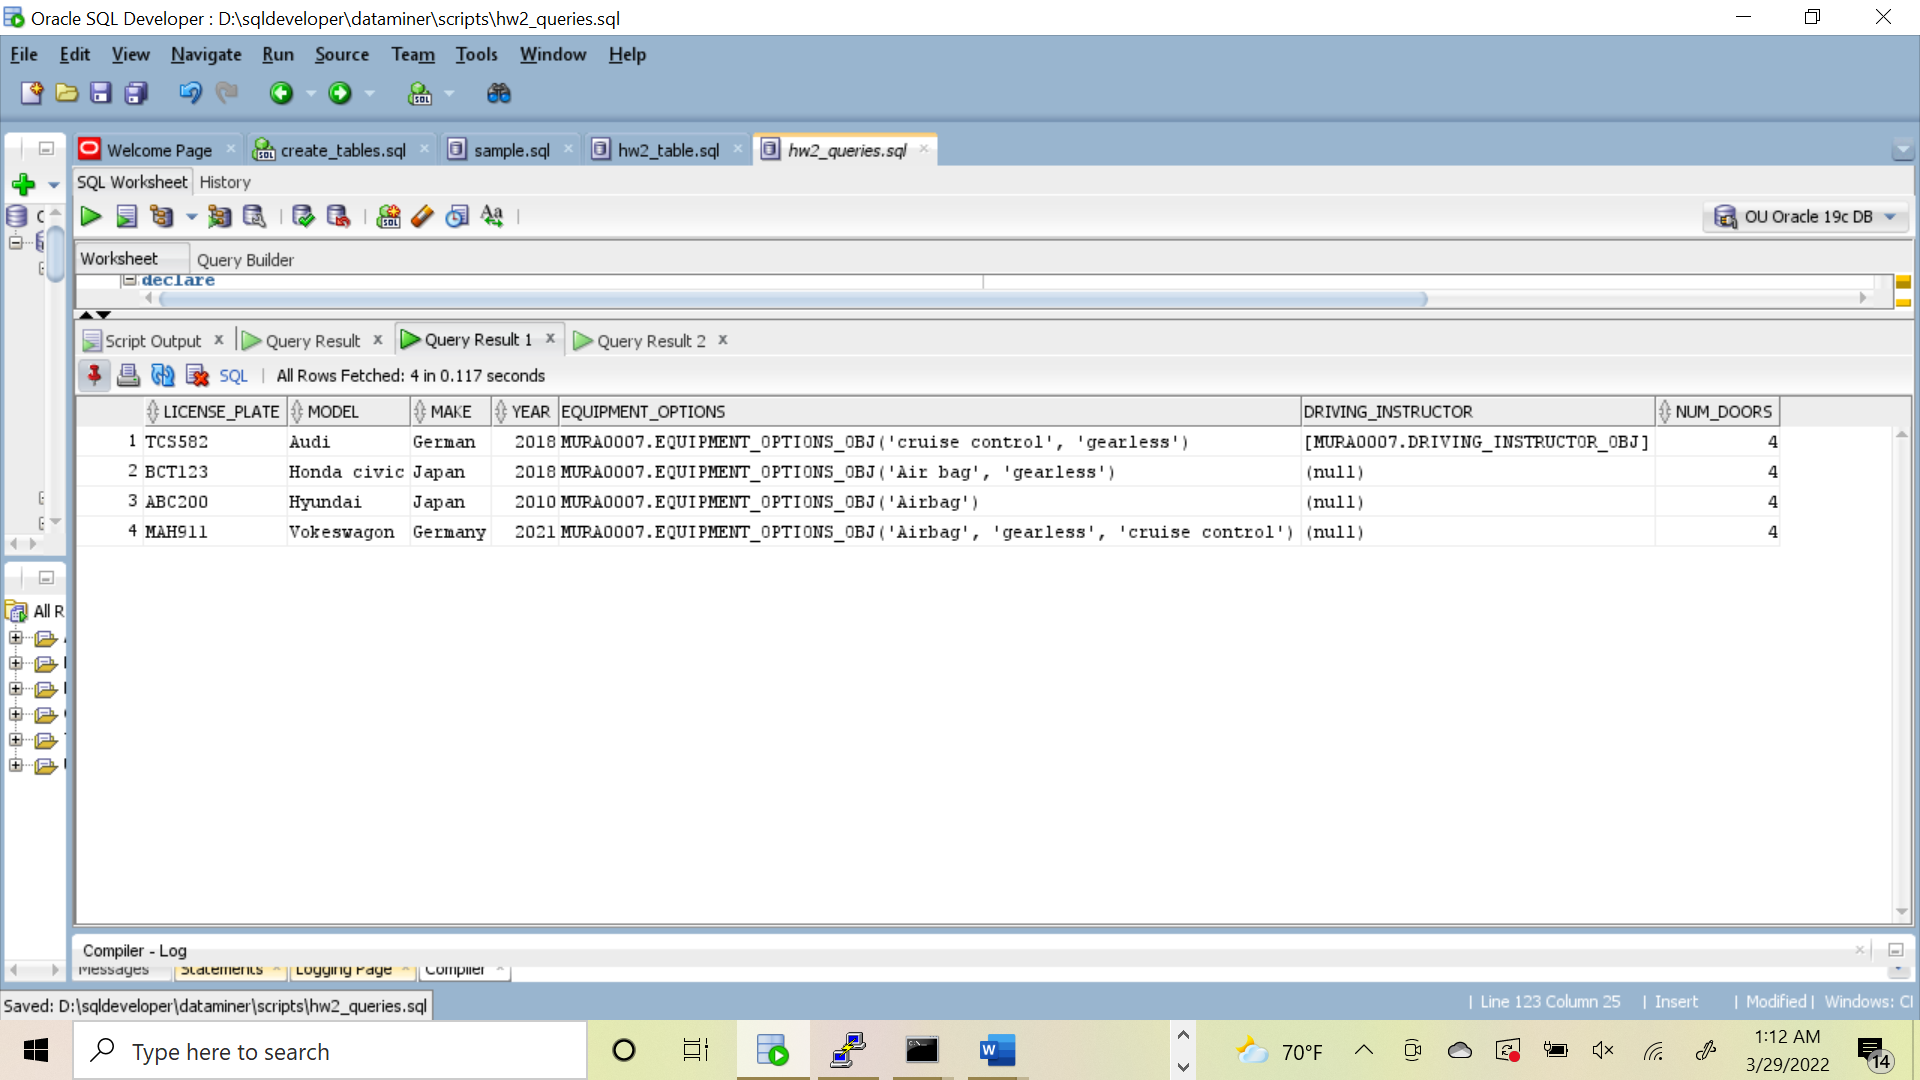 Oracle SQL Developer : D:\sqldeveloper\dataminer\scripts\hw2_queries.sql
File Edit View Navigate Run Source Team Tools Window Help
Welcome Page create_tables.sql sample.sql hw2_table.sql hw2_queries.sql
SQL Worksheet History
OU Oracle 19c DB
Worksheet Query Builder
declare
Script Output Query Result Query Result 1 Query Result 2
SQL All Rows Fetched: 4 in 0.117 seconds
LICENSE_PLATE MODEL MAKE YEAR EQUIPMENT_OPTIONS DRIVING_INSTRUCTOR NUM_DOORS
1 TCS582 Audi German 2018 MURA0007.EQUIPMENT_OPTIONS_OBJ('cruise control', 'gearless') [MURA0007.DRIVING_INSTRUCTOR_OBJ] 4
2 BCT123 Honda civic Japan 2018 MURA0007.EQUIPMENT_OPTIONS_OBJ('Air bag', 'gearless') (null) 4
3 ABC200 Hyundai Japan 2010 MURA0007.EQUIPMENT_OPTIONS_OBJ('Airbag') (null) 4
4 MAH911 Vokeswagon Germany 2021 MURA0007.EQUIPMENT_OPTIONS_OBJ('Airbag', 'gearless', 'cruise control') (null) 4
All R
Compiler - Log
Messages Statements Logging Page Compiler
Saved: D:\sqldeveloper\dataminer\scripts\hw2_queries.sql
| Line 123 Column 25 | Insert | Modified | Windows: Cl
Type here to search
70°F
1:12 AM
3/29/2022
14